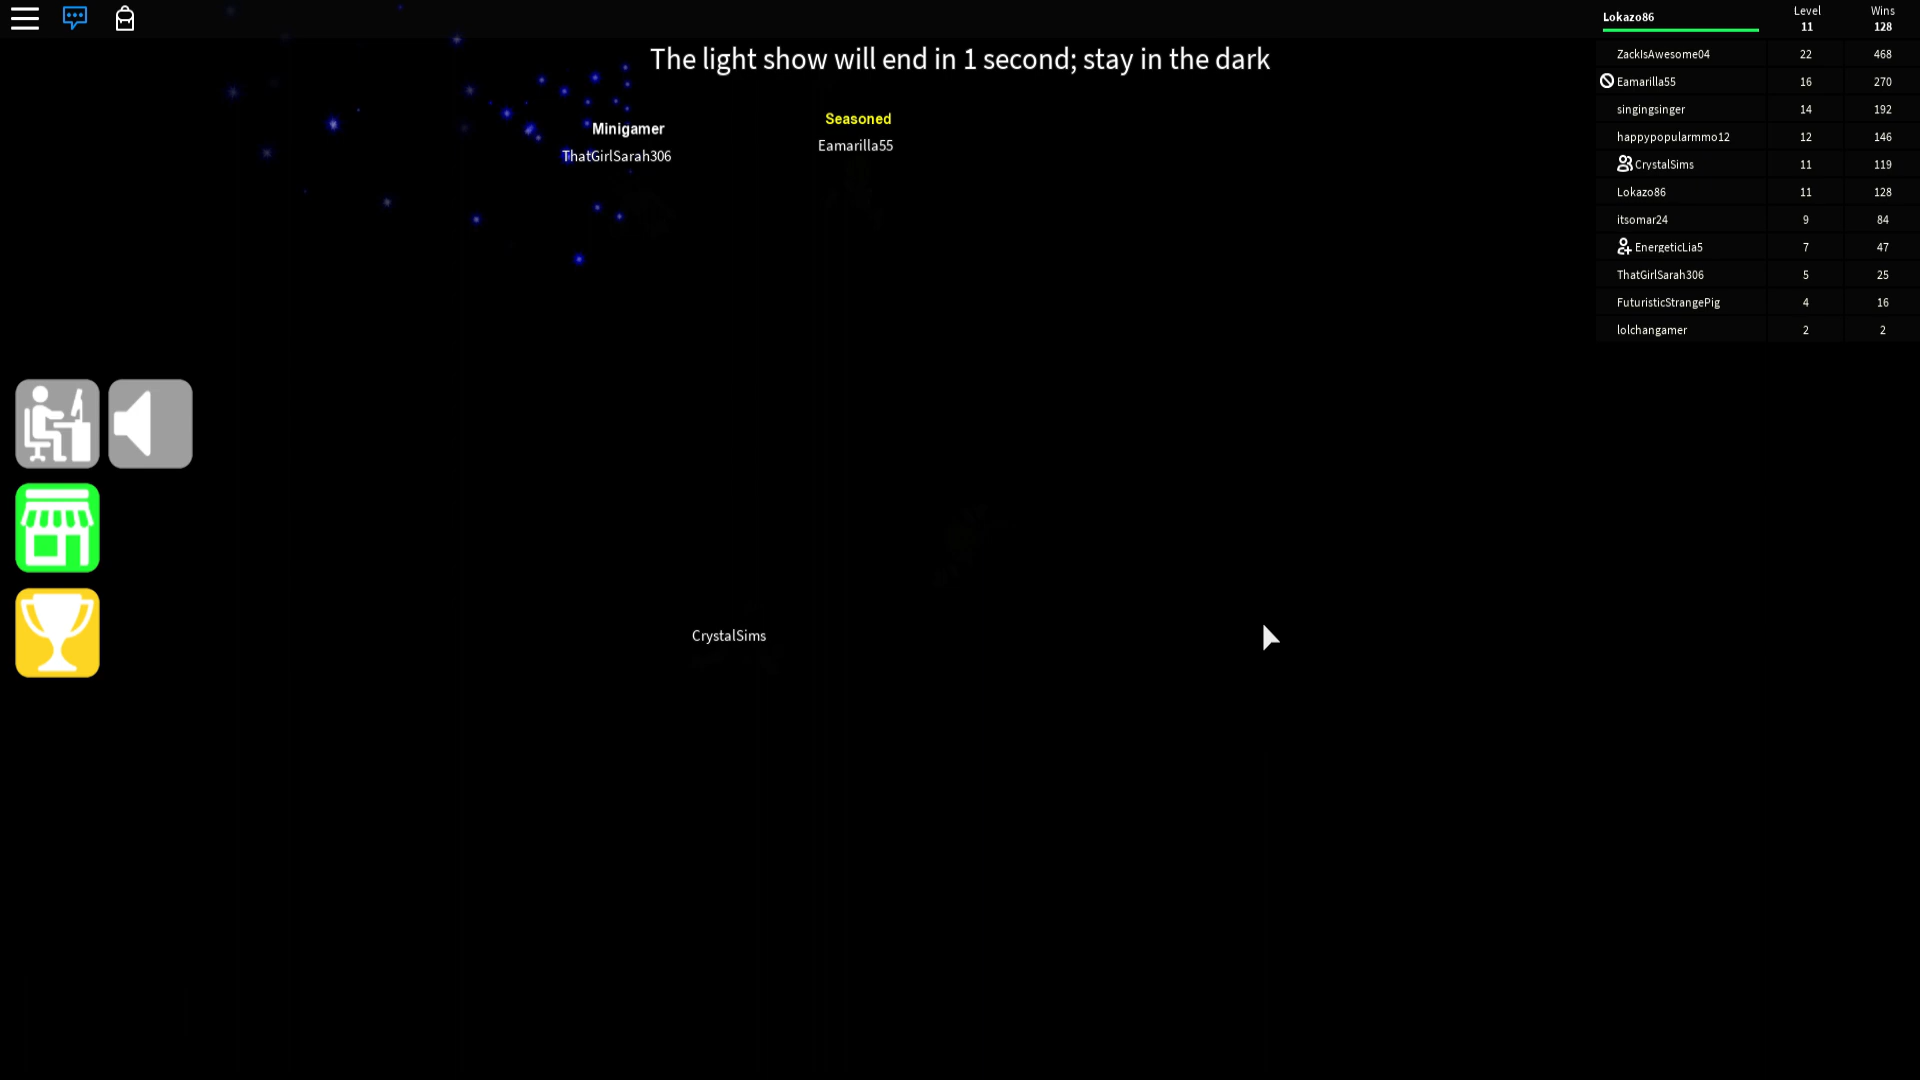 The light show will end in 1 second; stay in the dark
Minigamer
ThatGirlSarah306
Seasoned
Eamarilla55
CrystalSims
Lokazo86 Level Wins
11 128
ZackIsAwesome04 22 468
Eamarilla55 16 270
singingsinger 14 192
happypopularmmo12 12 146
CrystalSims 11 119
Lokazo86 11 128
itsomar24 9 84
EnergeticLia5 7 47
ThatGirlSarah306 5 25
FuturisticStrangePig 4 16
lolchangamer 2 2